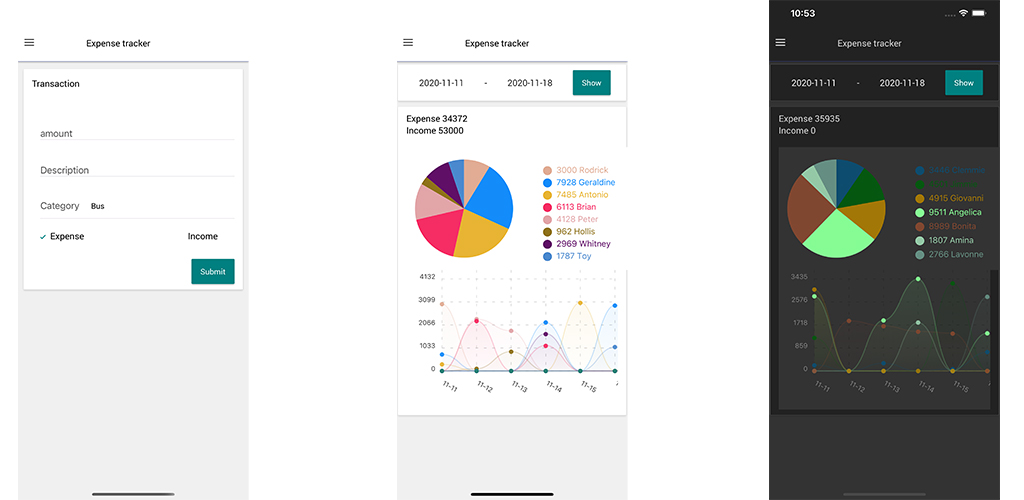 Expense tracker
Transaction
amount
Description
Category Bus
Expense Income
Submit
Expense tracker
2020-11-11 - 2020-11-18 Show
Expense 34372
Income 53000
3000 Rodrick
7928 Geraldine
7485 Antonio
6113 Brian
4128 Peter
962 Hollis
2969 Whitney
1787 Toy
4132
3099
2066
1033
0
11-11 11-12 11-13 11-14 11-15
10:53
Expense tracker
2020-11-11 - 2020-11-18 Show
Expense 35935
Income 0
4915 Giovanni
9511 Angelica
8989 Bonita
1807 Amina
2766 Lavonne
3435
2576
1718
859
0
11-11 11-12 11-13 11-14 11-15